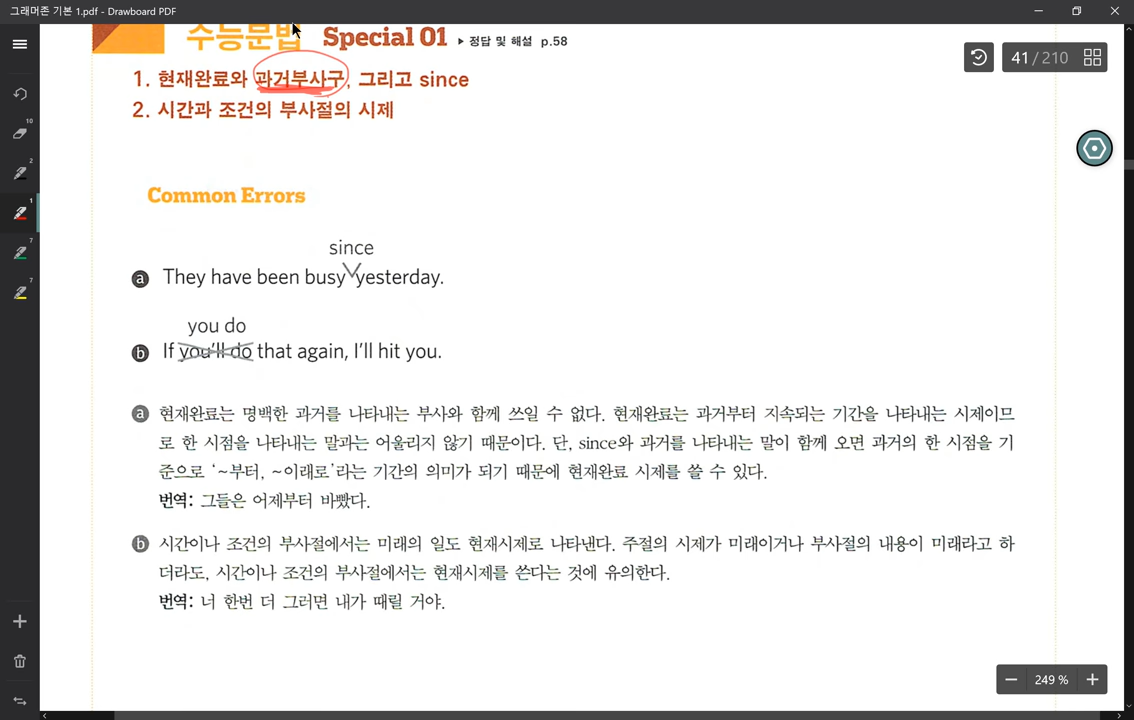 그래머존 기본 1.pdf - Drawboard PDF
수능문법 Special 01 ▶ 정답 및 해설 p.58
41 / 210
1. 현재완료와 과거부사구, 그리고 since
2. 시간과 조건의 부사절의 시제
10
2
1
7
7
Common Errors
since
a They have been busy yesterday.
you do
b If you'll do that again, I'll hit you.
a 현재완료는 명백한 과거를 나타내는 부사와 함께 쓰일 수 없다. 현재완료는 과거부터 지속되는 기간을 나타내는 시제이므
로 한 시점을 나타내는 말과는 어울리지 않기 때문이다. 단, since와 과거를 나타내는 말이 함께 오면 과거의 한 시점을 기
준으로 '~부터, ~이래로'라는 기간의 의미가 되기 때문에 현재완료 시제를 쓸 수 있다.
번역: 그들은 어제부터 바빴다.
b 시간이나 조건의 부사절에서는 미래의 일도 현재시제로 나타낸다. 주절의 시제가 미래이거나 부사절의 내용이 미래라고 하
더라도, 시간이나 조건의 부사절에서는 현재시제를 쓴다는 것에 유의한다.
번역: 너 한번 더 그러면 내가 때릴 거야.
249 %